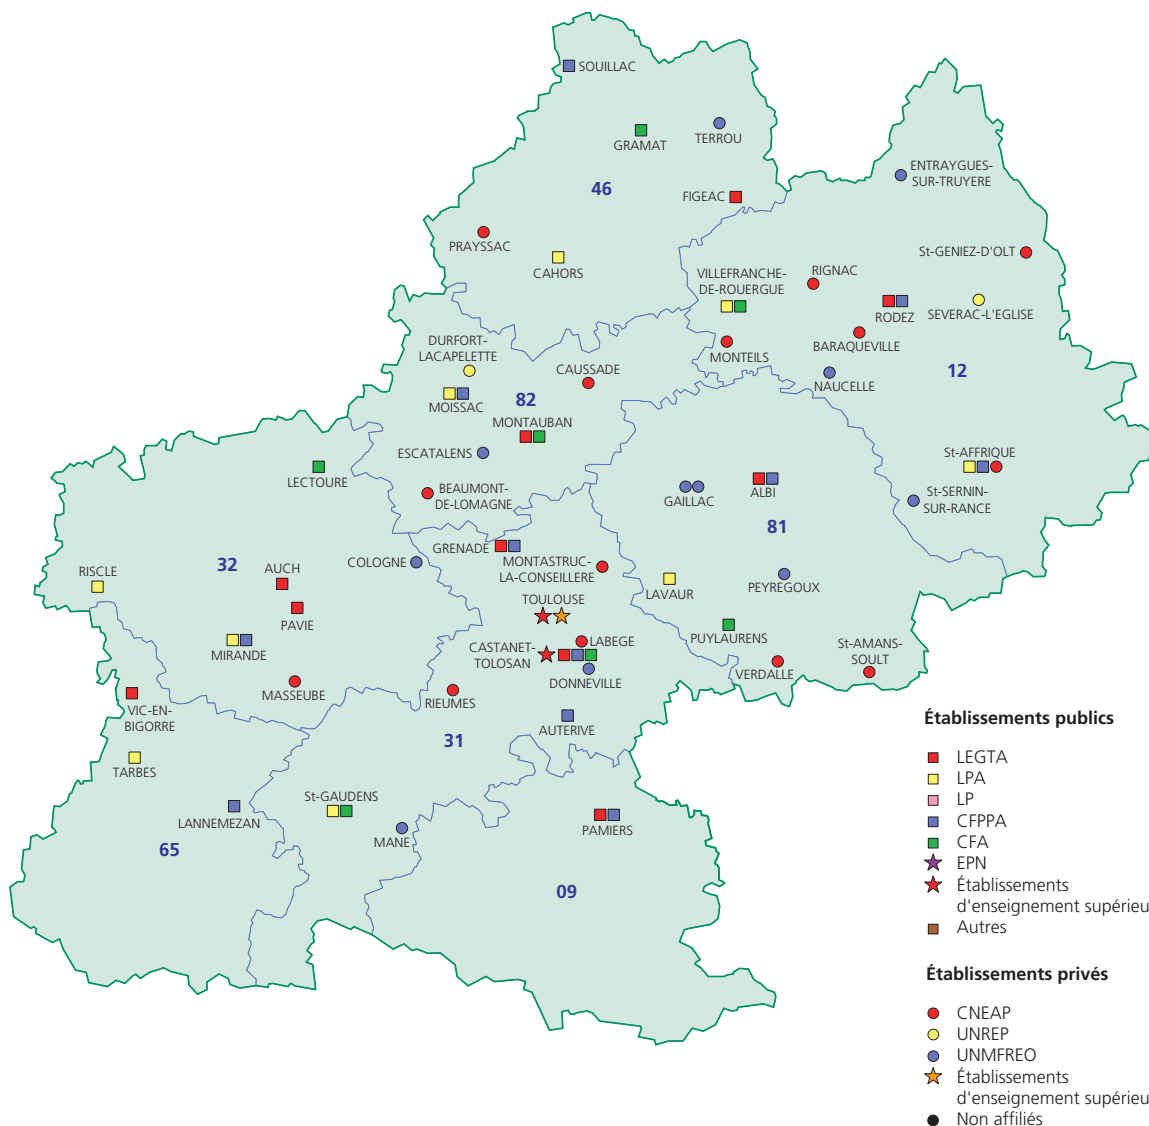 SOUILLAC
TERROU
GRAMAT
ENTRAYGUES-
SUR-TRUYERE
46
FIGEAC
PRAYSSAC
St-GENIEZ-D'OLT
CAHORS
VILLEFRANCHE-
DE-ROUERGUE
RIGNAC
RODEZ
SEVERAC-L'EGLISE
DURFORT-
LACAPELETTE
MONTEILS
BARAQUEVILLE
CAUSSADE
NAUCELLE
12
82
MOISSAC
MONTAUBAN
ESCATALENS
St-AFFRIQUE
LECTOURE
BEAUMONT-
DE-LOMAGNE
GAILLAC
ALBI
St-SERNIN-
SUR-RANCE
81
GRENADE
COLOGNE
MONTASTRUC-
LA-CONSEILLERE
32
AUCH
RISCLE
LAVAUR
PEYREGOUX
TOULOUSE
PAVIE
PUYLAURENS
MIRANDE
CASTANET-
TOLOSAN
LABEGE
St-AMANS-
SOULT
DONNEVILLE
VERDALLE
MASSEUBE
RIEUMES
VIC-EN-
BIGORRE
AUTERIVE
31
TARBES
St-GAUDENS
LANNEMEZAN
MANE
PAMIERS
65
09
Établissements publics
LEGTA
LPA
LP
CFPPA
CFA
EPN
Établissements
d'enseignement supérieu
Autres
Établissements privés
CNEAP
UNREP
UNMFREO
Établissements
d'enseignement supérieu
Non affiliés